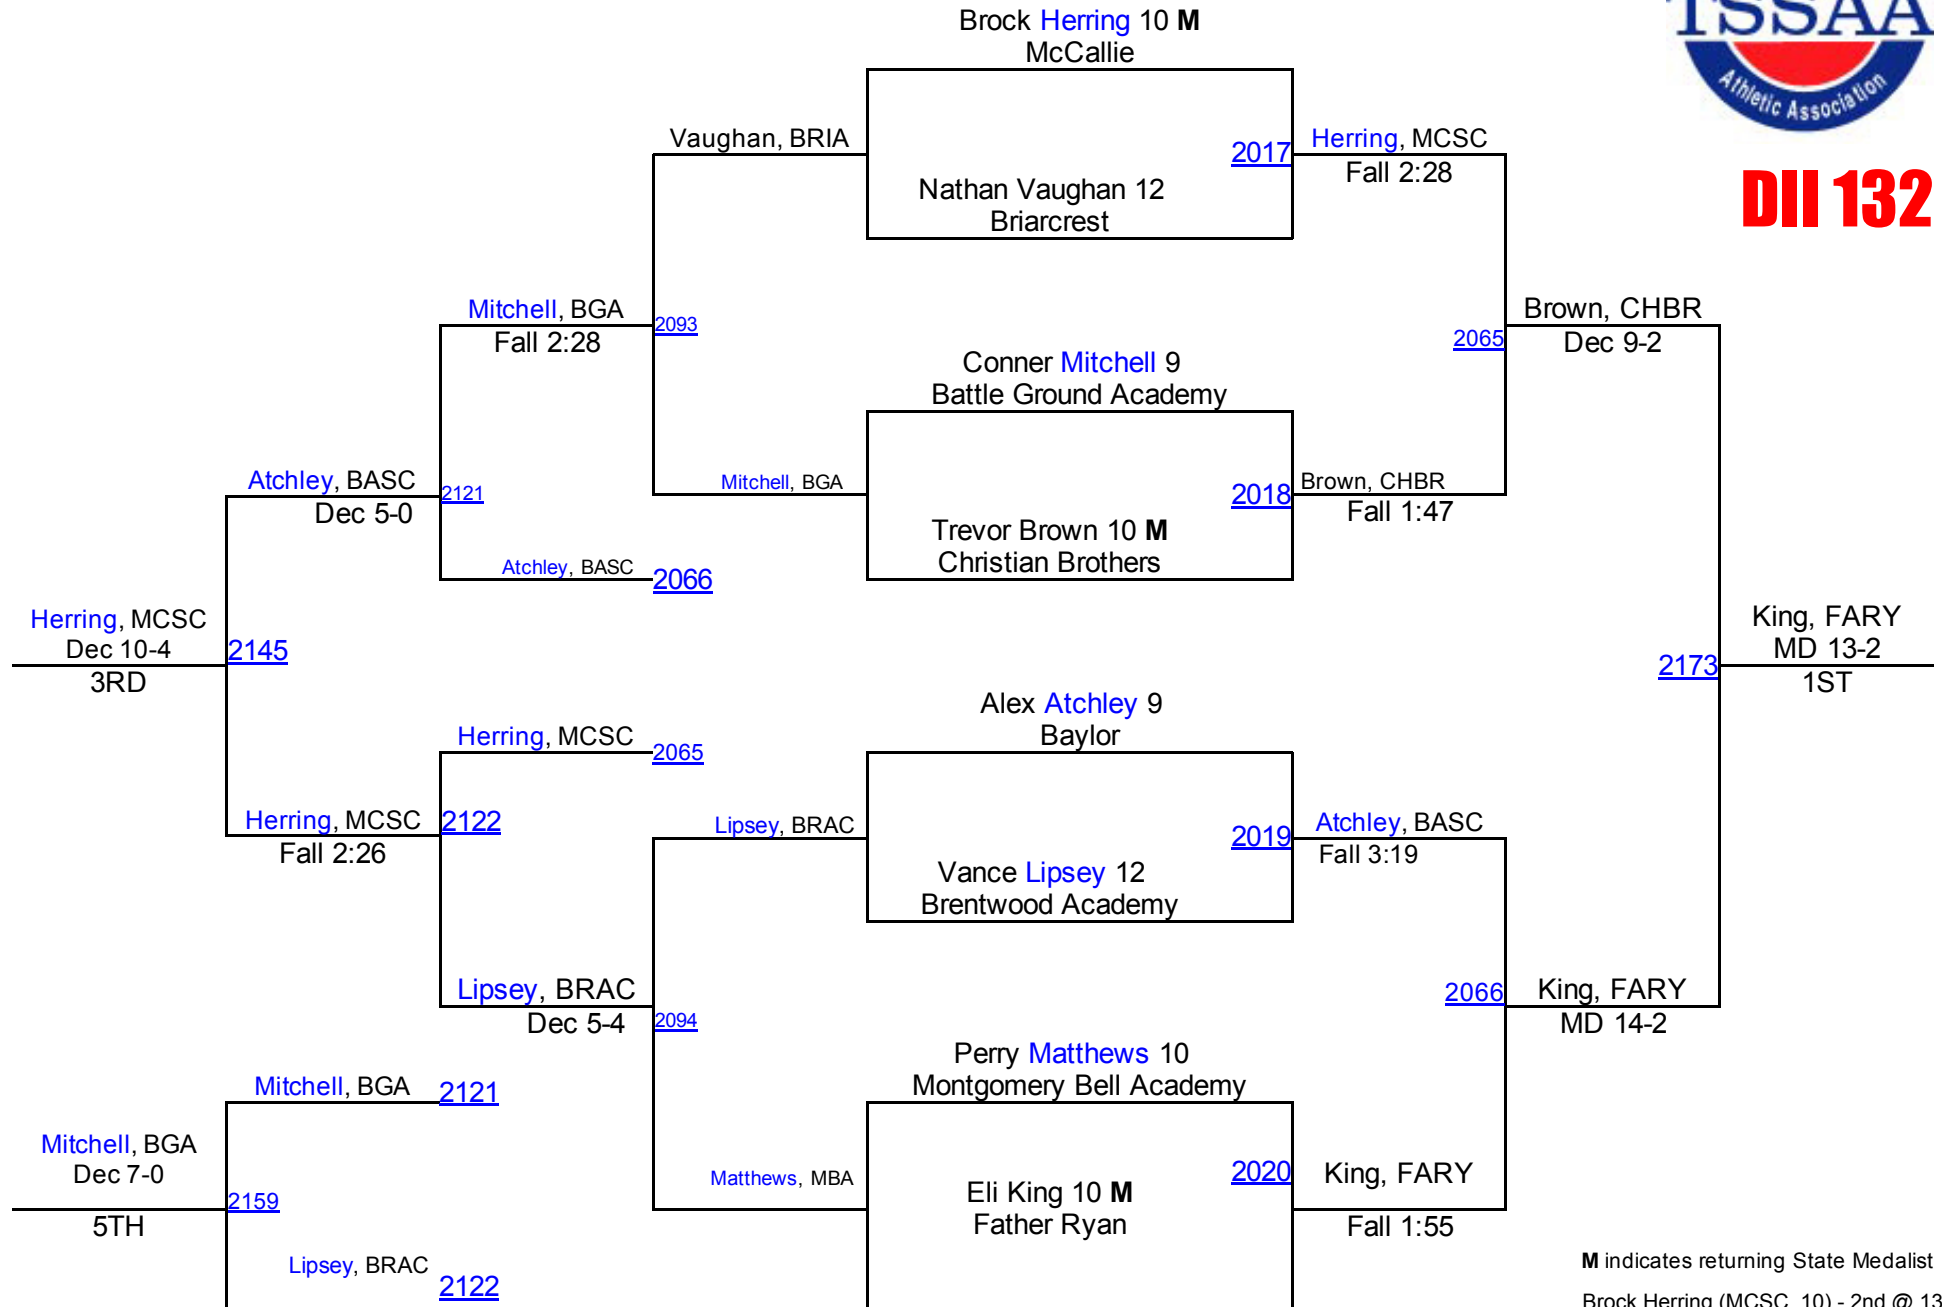 Brock Herring 10 M
McCallie
TSSAA
Athletic Association
DII 132
Vaughan, BRIA
2017
Herring, MCSC
Fall 2:28
Nathan Vaughan 12
Briarcrest
Mitchell, BGA
Fall 2:28
2093
Brown, CHBR
Dec 9-2
2065
Conner Mitchell 9
Battle Ground Academy
Atchley, BASC
Dec 5-0
2121
Mitchell, BGA
2018
Brown, CHBR
Fall 1:47
Trevor Brown 10 M
Christian Brothers
Atchley, BASC
2066
Herring, MCSC
Dec 10-4
3RD
2145
King, FARY
MD 13-2
1ST
2173
Alex Atchley 9
Baylor
Herring, MCSC
2065
Herring, MCSC
Fall 2:26
2122
Lipsey, BRAC
2019
Atchley, BASC
Fall 3:19
Vance Lipsey 12
Brentwood Academy
Lipsey, BRAC
Dec 5-4
2094
2066
King, FARY
MD 14-2
Perry Matthews 10
Montgomery Bell Academy
Mitchell, BGA
2121
Mitchell, BGA
Dec 7-0
5TH
2159
Matthews, MBA
2020
King, FARY
Fall 1:55
Eli King 10 M
Father Ryan
Lipsey, BRAC
2122
M indicates returning State Medalist
Brock Herring (MCSC, 10) - 2nd @ 13